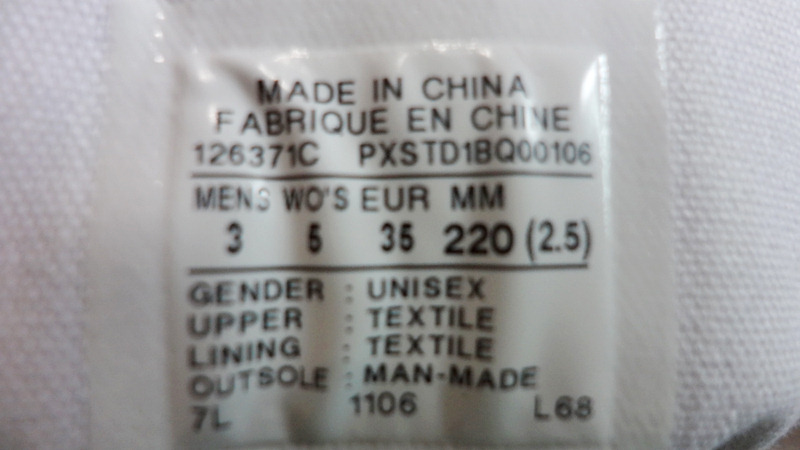 MADE IN CHINA
FABRIQUE EN CHINE
126371C PXSTD1BQ00106
MENS WO'S EUR MM
3 5 35 220 (2.5)
GENDER : UNISEX
UPPER : TEXTILE
LINING : TEXTILE
OUTSOLE : MAN-MADE
7L 1106 L68